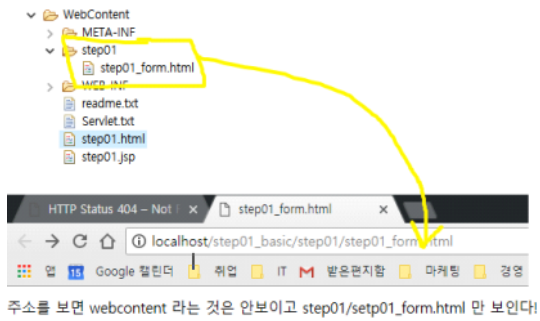 WebContent
META-INF
step01
step01_form.html
WEB-INF
readme.txt
Servlet.txt
step01.html
step01.jsp
HTTP Status 404 – Not
step01_form.html
localhost/step01_basic/step01/step01_form.html
앱 15 Google 캘린더 취업 IT 받은편지함 마케팅 경영
주소를 보면 webcontent 라는 것은 안보이고 step01/setp01_form.html 만 보인다!